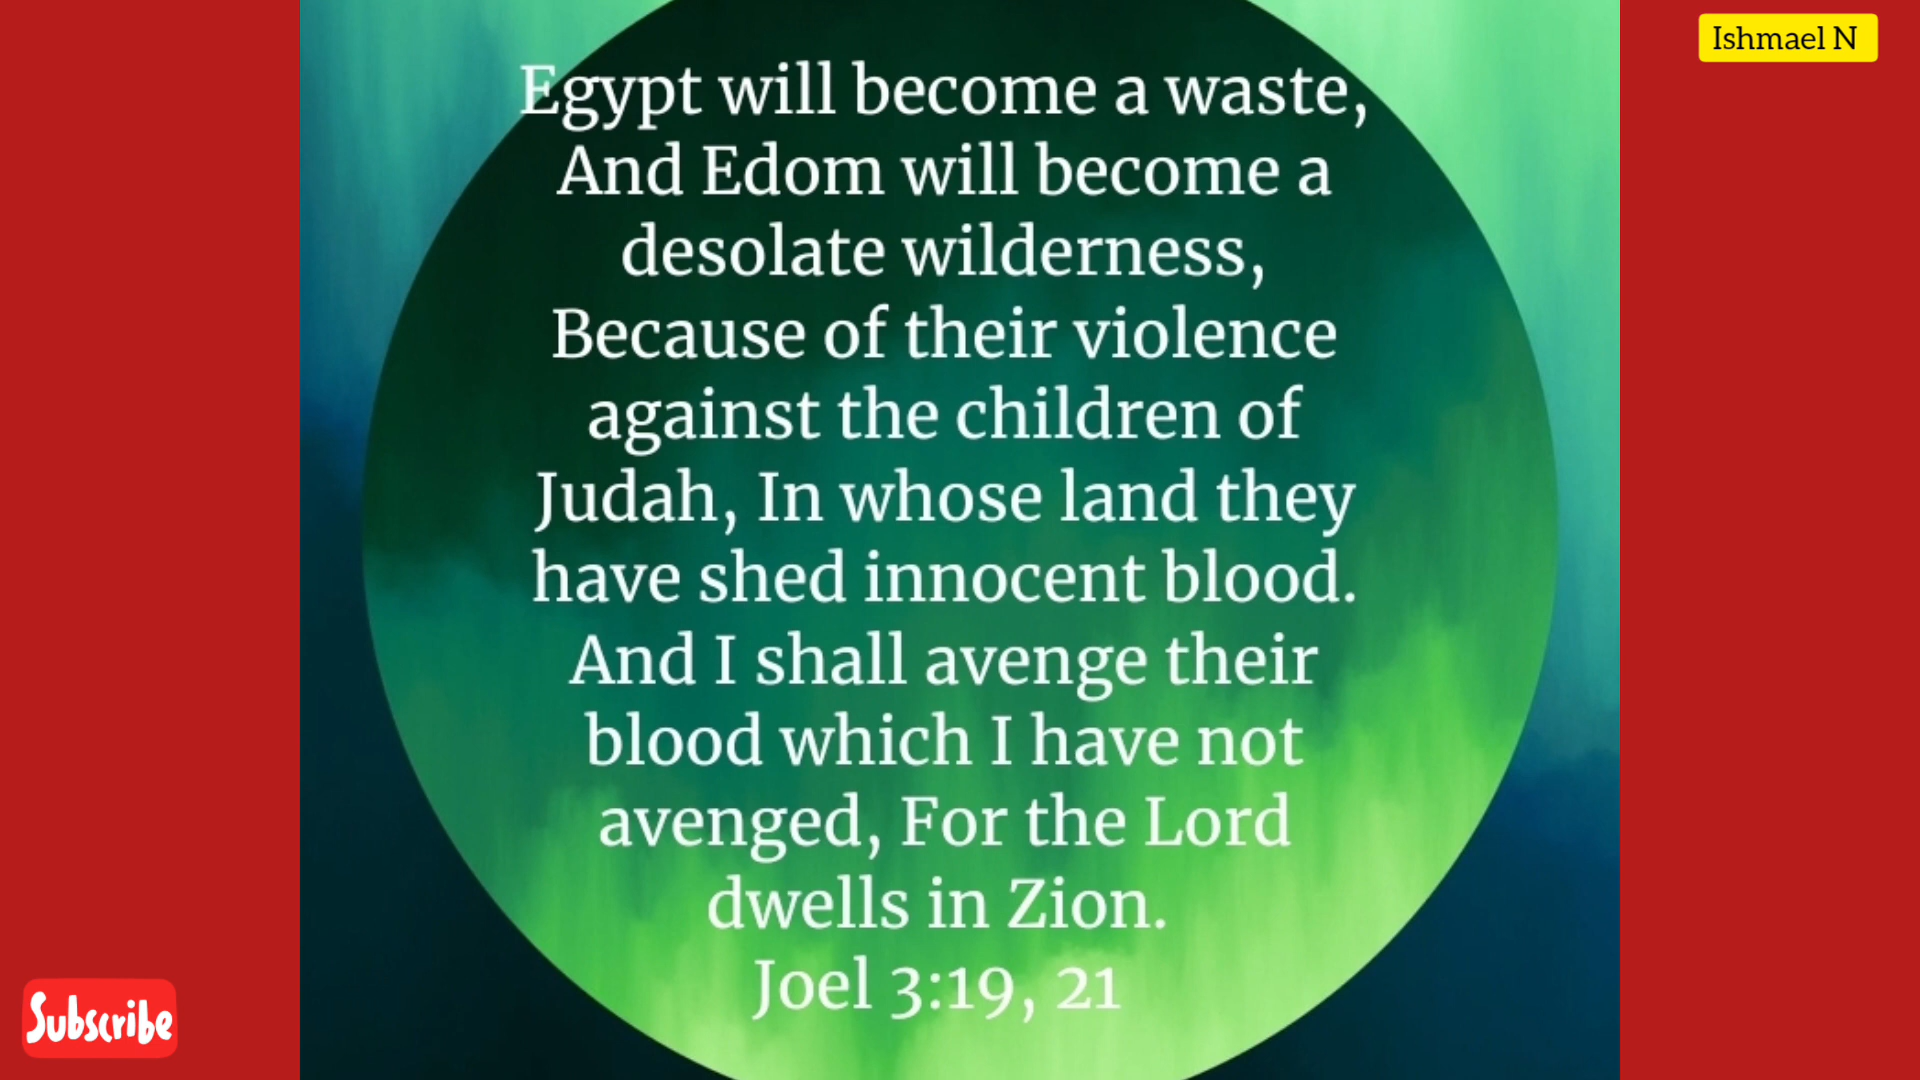 Ishmael N
Egypt will become a waste,
And Edom will become a
desolate wilderness,
Because of their violence
against the children of
Judah, In whose land they
have shed innocent blood.
And I shall avenge their
blood which I have not
avenged, For the Lord
dwells in Zion.
Joel 3:19, 21
Subscribe